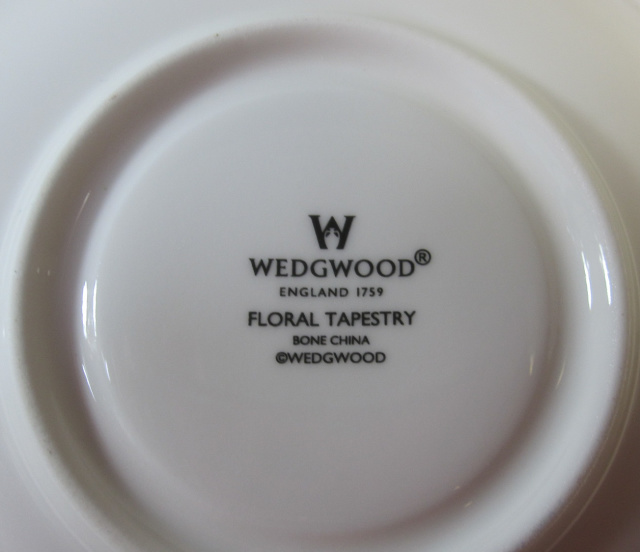 W
WEDGWOOD®
ENGLAND 1759
FLORAL TAPESTRY
BONE CHINA
©WEDGWOOD